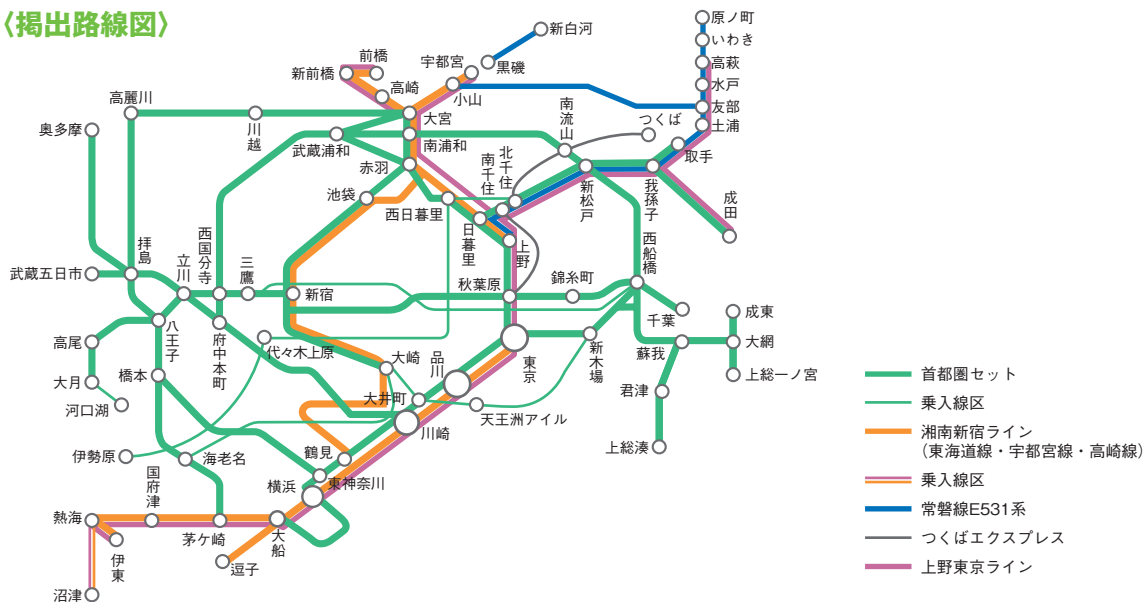 〈掲出路線図〉
新白河
原ノ町
いわき
前橋
宇都宮
黒磯
高萩
新前橋
水戸
高崎
小山
友部
高麗川
川越
大宮
南流山
つくば
土浦
奥多摩
武蔵浦和
南浦和
北千住
南千住
取手
赤羽
新松戸
我孫子
成田
池袋
西日暮里
日暮里
上野
西船橋
拝島
立川
西国分寺
三鷹
武蔵五日市
新宿
秋葉原
錦糸町
千葉
成東
八王子
府中本町
代々木上原
大崎
品川
東京
新木場
蘇我
大網
高尾
橋本
大月
大井町
君津
上総一ノ宮
河口湖
天王洲アイル
川崎
伊勢原
海老名
鶴見
上総湊
国府津
横浜
東神奈川
熱海
茅ケ崎
大船
伊東
逗子
沼津
首都圏セット
乗入線区
湘南新宿ライン
(東海道線・宇都宮線・高崎線)
乗入線区
常磐線E531系
つくばエクスプレス
上野東京ライン